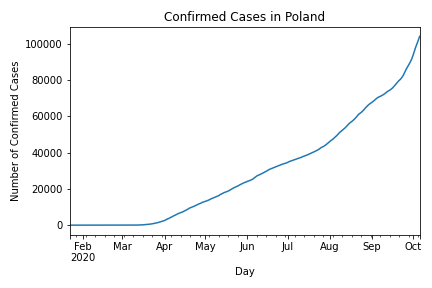 Confirmed Cases in Poland
Number of Confirmed Cases
100000
80000
60000
40000
20000
0
Feb Mar Apr May Jun Jul Aug Sep Oct
2020
Day